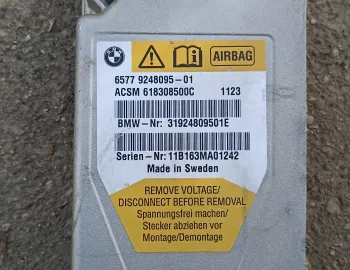 BMW
AIRBAG
6577 9248095-01
ACSM 618308500C 1123
BMW-Nr: 31924809501E
Serien-Nr: 11B163MA01242
Made in Sweden
REMOVE VOLTAGE/
DISCONNECT BEFORE REMOVAL
Spannungsfrei machen/
Stecker abziehen vor
Montage/Demontage